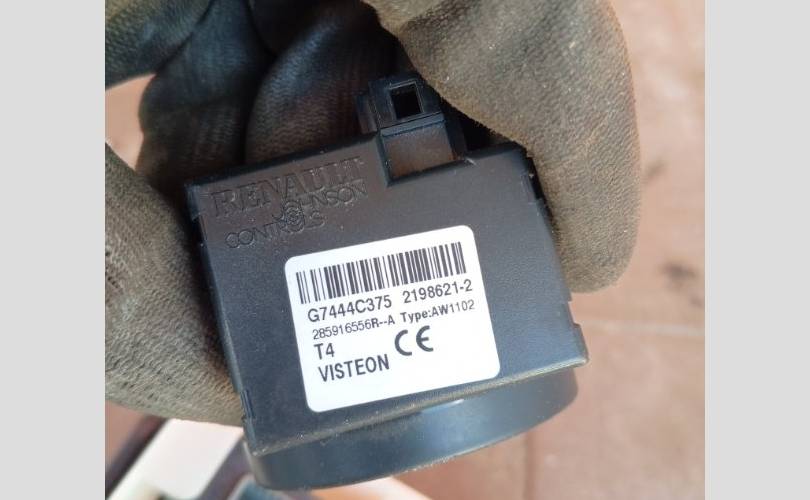 RENAULT
JOHNSON
CONTROLS
G7444C375 2198621-2
285916556R--A Type:AW1102
T4 CE
VISTEON